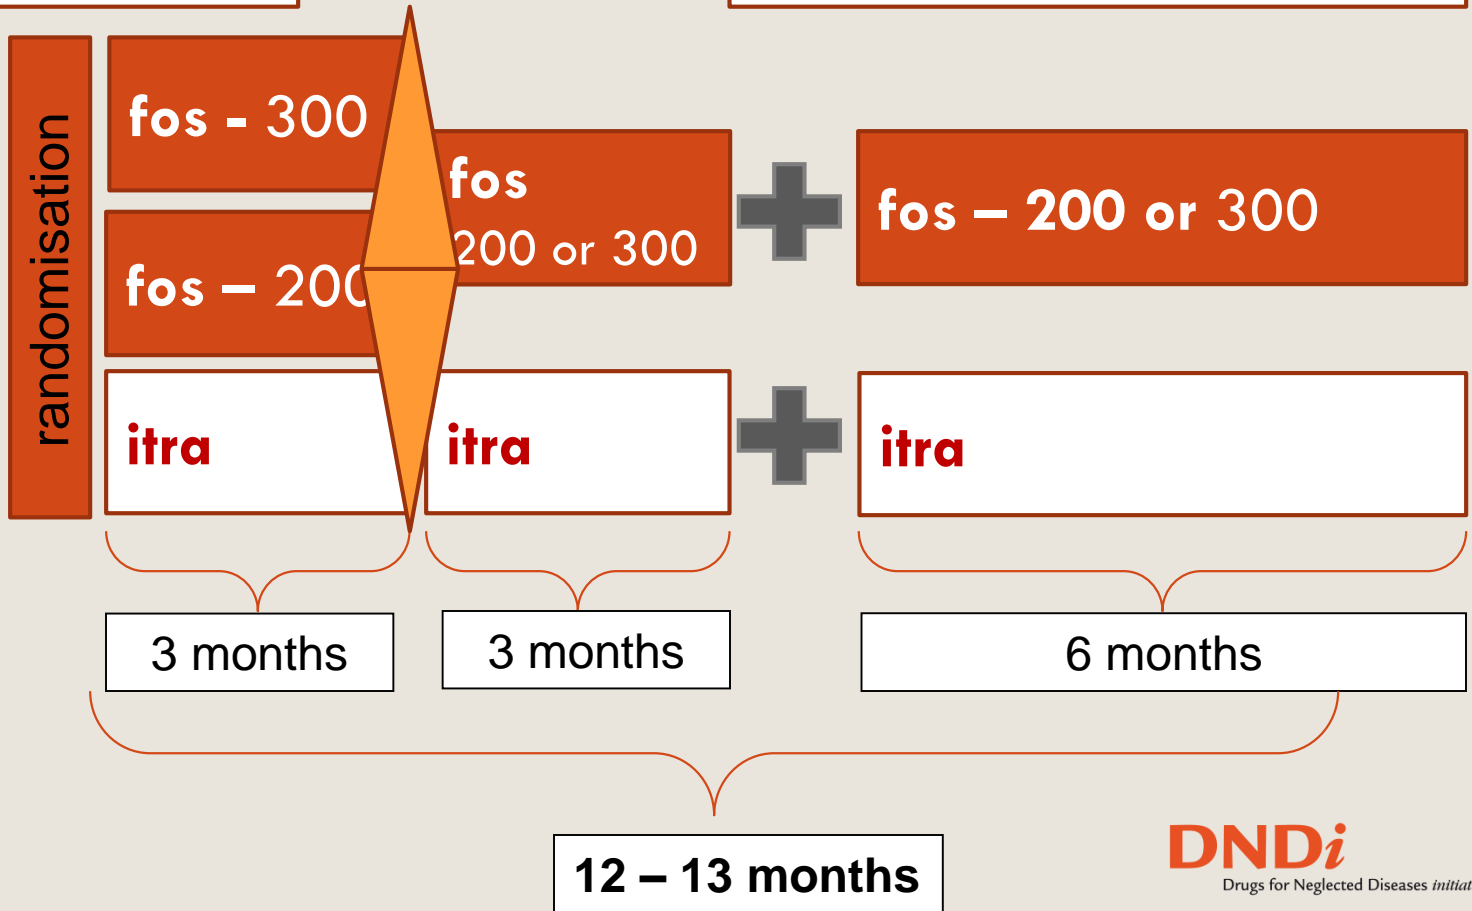 randomisation
fos - 300
fos – 200
itra
fos
200 or 300
itra
fos – 200 or 300
itra
3 months
3 months
6 months
12 – 13 months
DNDi
Drugs for Neglected Diseases initiat